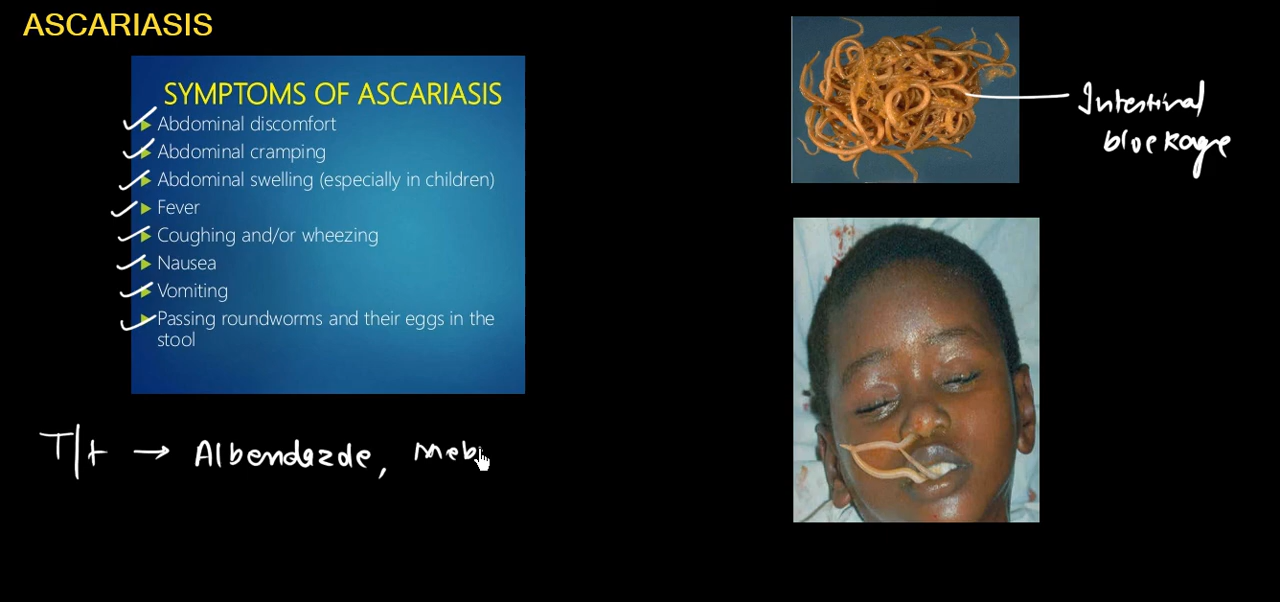 ASCARIASIS
SYMPTOMS OF ASCARIASIS
Abdominal discomfort
Abdominal cramping
Abdominal swelling (especially in children)
Fever
Coughing and/or wheezing
Nausea
Vomiting
Passing roundworms and their eggs in the
stool
Intestinal
blockage
T/t → Albendazole, Meb